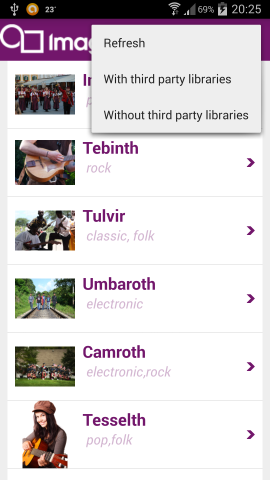 23°
69%
20:25
Imag
Refresh
With third party libraries
Without third party libraries
Tebinth
rock
Tulvir
classic, folk
Umbaroth
electronic
Camroth
electronic,rock
Tesselth
pop,folk